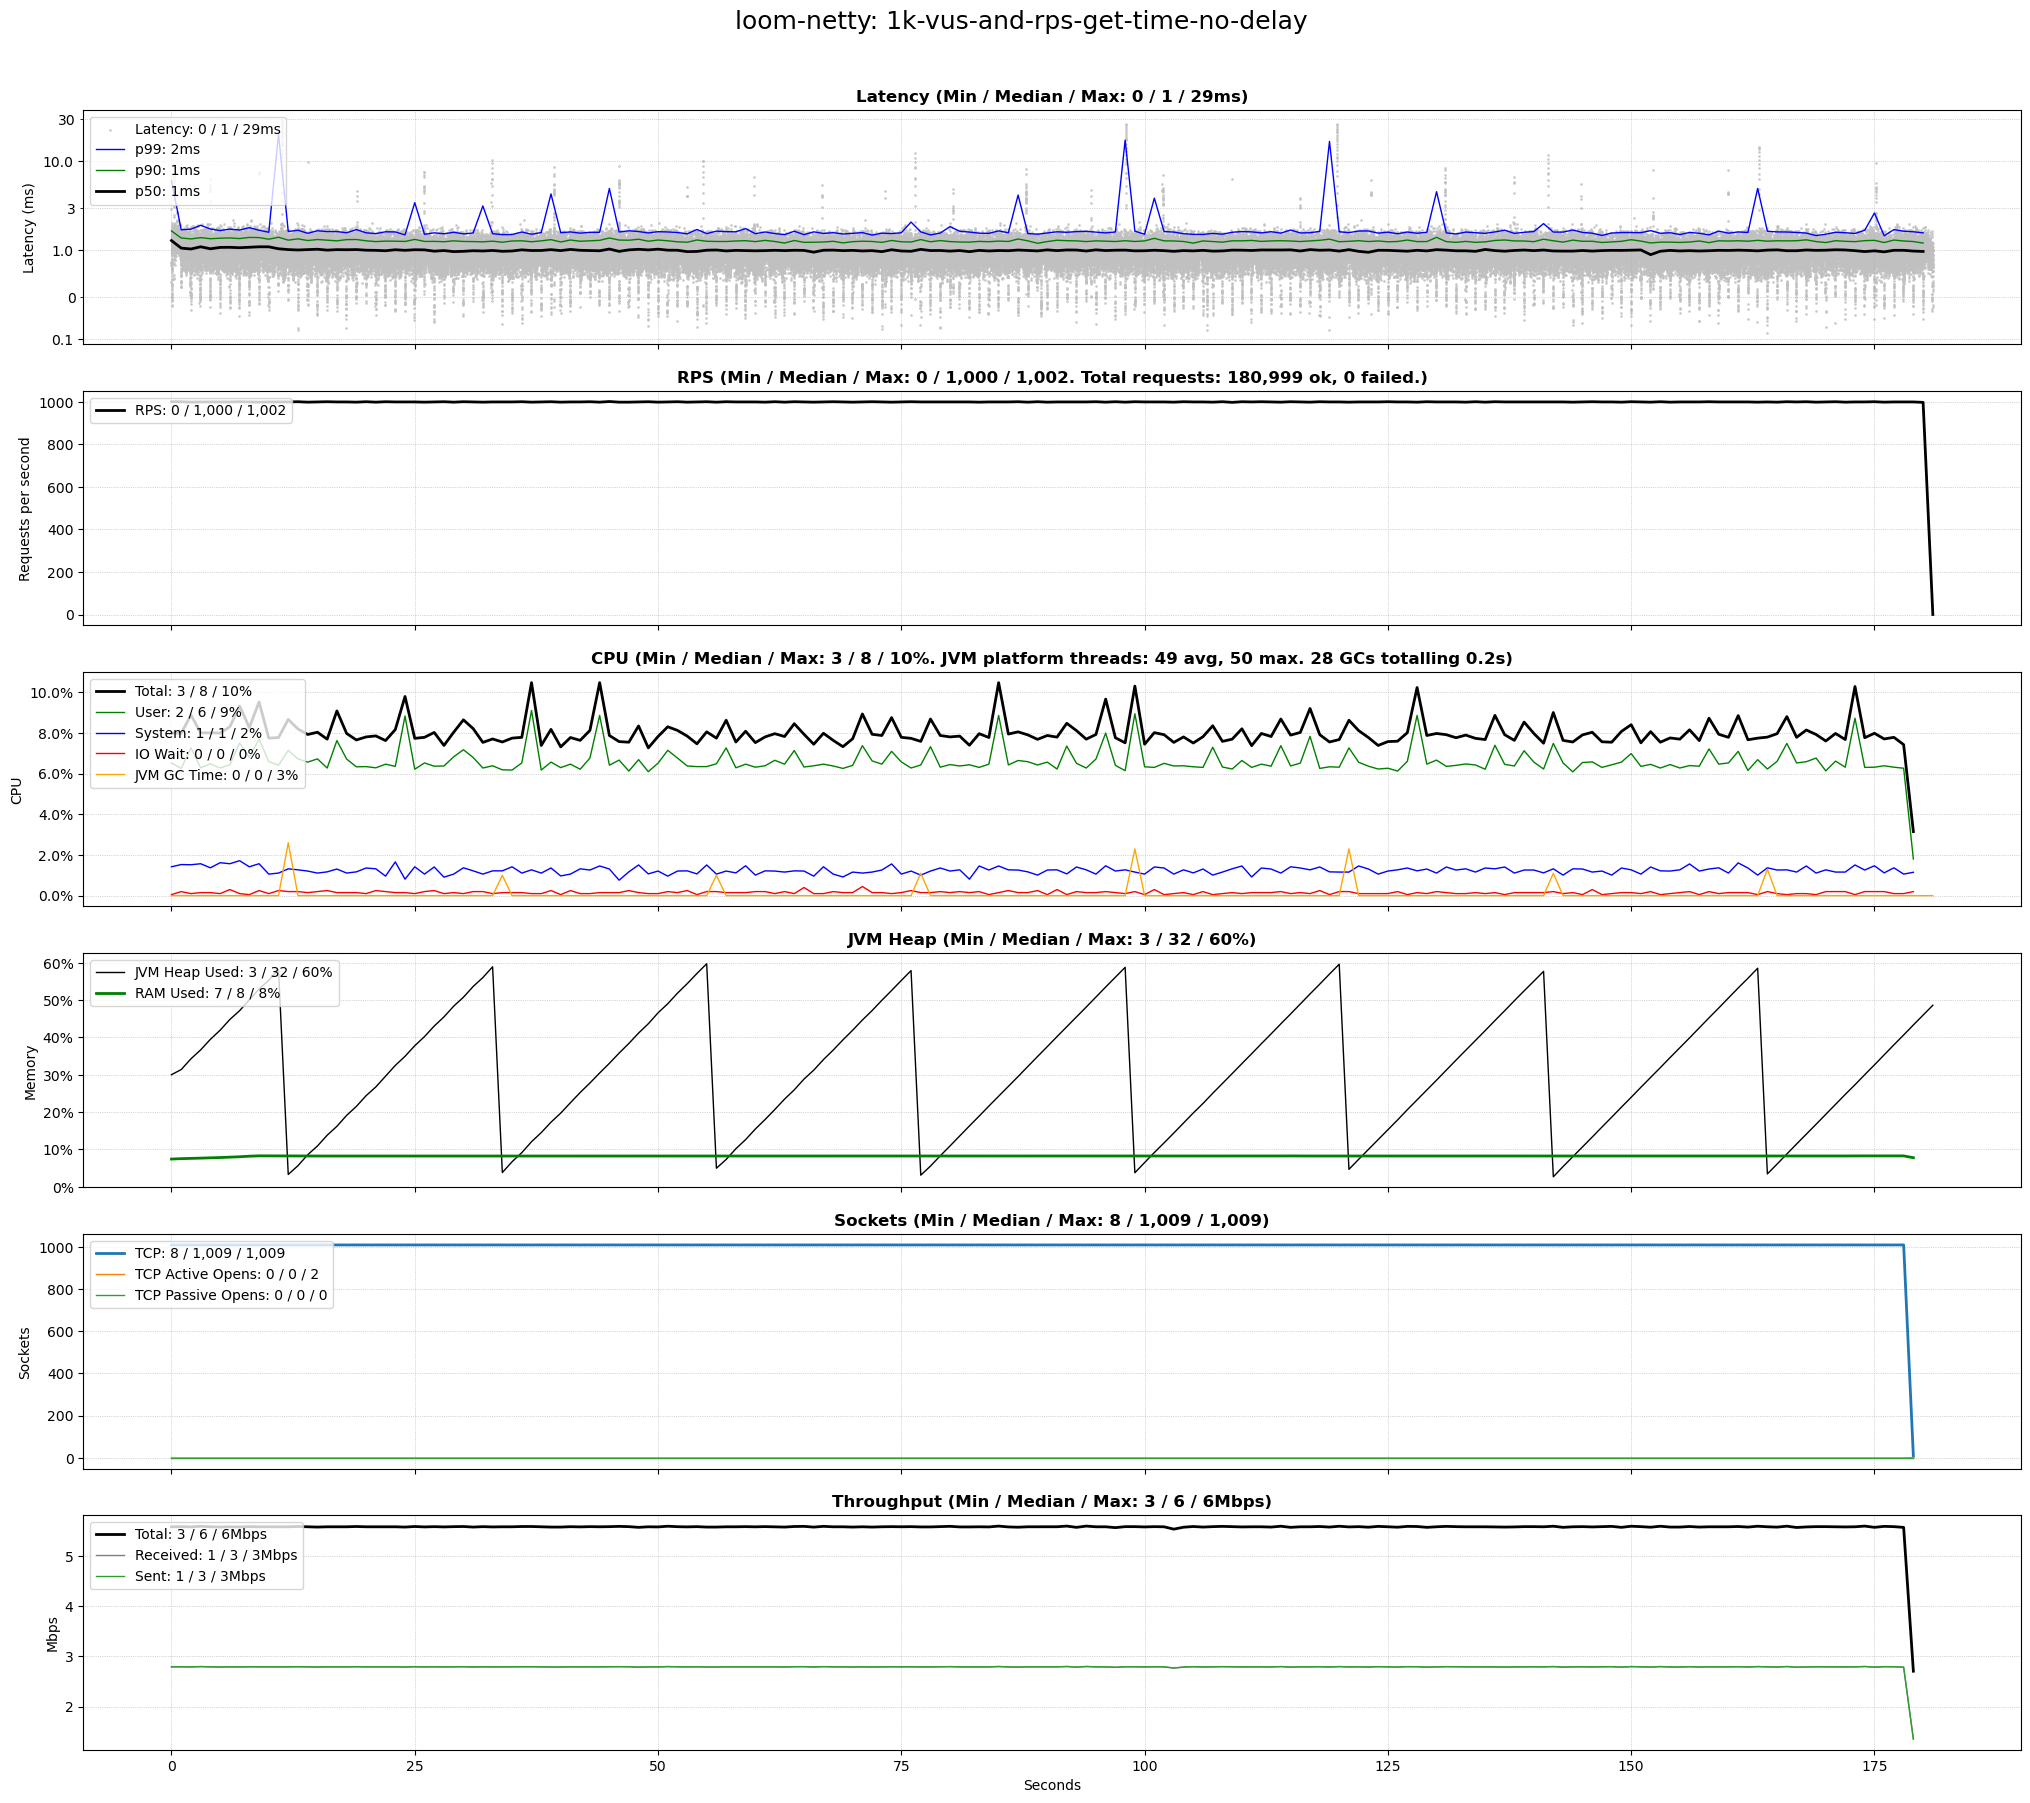 loom-netty: 1k-vus-and-rps-get-time-no-delay
Latency (Min / Median / Max: 0 / 1 / 29ms)
Latency (ms)
30
10.0
3
1.0
0
0.1
Latency: 0 / 1 / 29ms
p99: 2ms
p90: 1ms
p50: 1ms
RPS (Min / Median / Max: 0 / 1,000 / 1,002. Total requests: 180,999 ok, 0 failed.)
Requests per second
1000
800
600
400
200
0
RPS: 0 / 1,000 / 1,002
CPU (Min / Median / Max: 3 / 8 / 10%. JVM platform threads: 49 avg, 50 max. 28 GCs totalling 0.2s)
CPU
10.0%
8.0%
6.0%
4.0%
2.0%
0.0%
Total: 3 / 8 / 10%
User: 2 / 6 / 9%
System: 1 / 1 / 2%
IO Wait: 0 / 0 / 0%
JVM GC Time: 0 / 0 / 3%
JVM Heap (Min / Median / Max: 3 / 32 / 60%)
Memory
60%
50%
40%
30%
20%
10%
0%
JVM Heap Used: 3 / 32 / 60%
RAM Used: 7 / 8 / 8%
Sockets (Min / Median / Max: 8 / 1,009 / 1,009)
Sockets
1000
800
600
400
200
0
TCP: 8 / 1,009 / 1,009
TCP Active Opens: 0 / 0 / 2
TCP Passive Opens: 0 / 0 / 0
Throughput (Min / Median / Max: 3 / 6 / 6Mbps)
Mbps
5
4
3
2
Total: 3 / 6 / 6Mbps
Received: 1 / 3 / 3Mbps
Sent: 1 / 3 / 3Mbps
0
25
50
75
100
125
150
175
Seconds